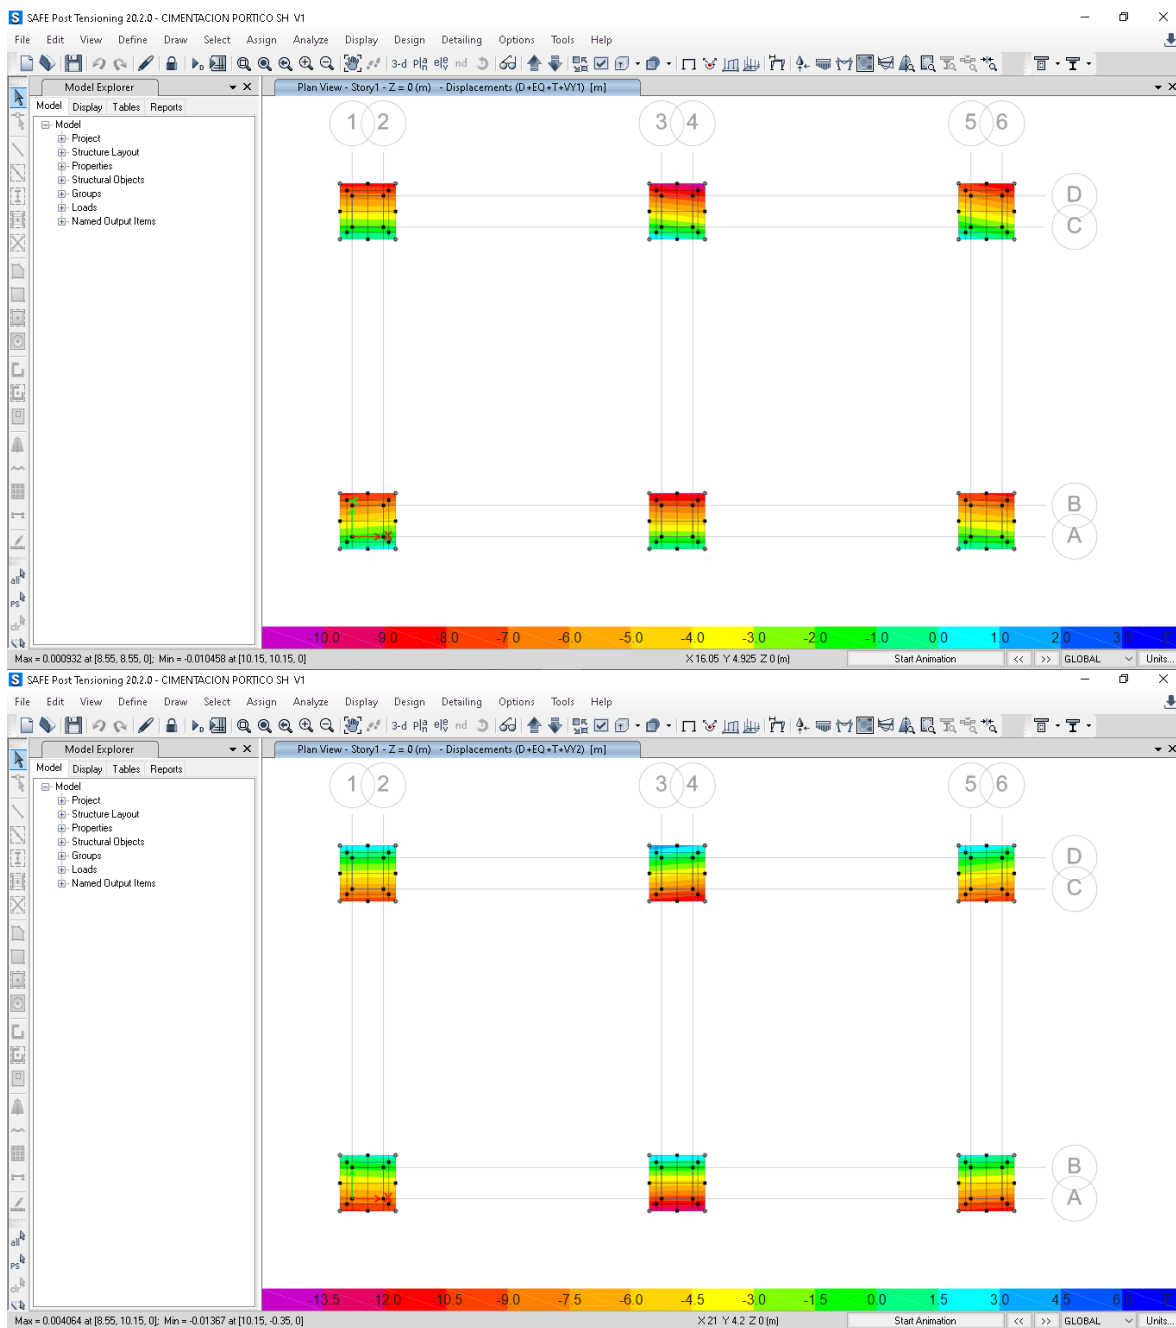 SAFE Post Tensioning 20.2.0 - CIMENTACION PORTICO SH V1
File Edit View Define Draw Select Assign Analyze Display Design Detailing Options Tools Help
3-d nd
Model Explorer
Plan View - Story1 - Z = 0 (m) - Displacements (D+EQ+T+VY1) [m]
Model Display Tables Reports
Model
Project
Structure Layout
Properties
Structural Objects
Groups
Loads
Named Output Items
1 2 3 4 5 6
D
C
B
A
X
all
PS
clr
-10.0 -9.0 -8.0 -7.0 -6.0 -5.0 -4.0 -3.0 -2.0 -1.0 0.0 1.0 2.0 3.0
Max = 0.000932 at [8.55, 8.55, 0]; Min = -0.010458 at [10.15, 10.15, 0]
X 16.05 Y 4.925 Z 0 (m)
Start Animation << >> GLOBAL Units...
SAFE Post Tensioning 20.2.0 - CIMENTACION PORTICO SH V1
File Edit View Define Draw Select Assign Analyze Display Design Detailing Options Tools Help
3-d nd
Model Explorer
Plan View - Story1 - Z = 0 (m) - Displacements (D+EQ+T+VY2) [m]
Model Display Tables Reports
Model
Project
Structure Layout
Properties
Structural Objects
Groups
Loads
Named Output Items
1 2 3 4 5 6
D
C
B
A
X
all
PS
clr
-13.5 -12.0 -10.5 -9.0 -7.5 -6.0 -4.5 -3.0 -1.5 0.0 1.5 3.0 4.5 6.0
Max = 0.004064 at [8.55, 10.15, 0]; Min = -0.01367 at [10.15, -0.35, 0]
X 21 Y 4.2 Z 0 (m)
Start Animation << >> GLOBAL Units...